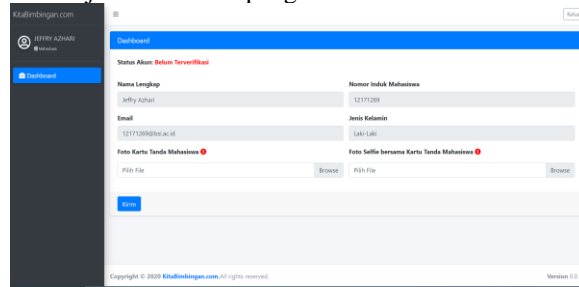 KitaBimbingan.com
JEFFRY AZHARI
Mahasiswa
Dashboard
Dashboard
Status Akun: Belum Terverifikasi
Nama Lengkap
Nomor Induk Mahasiswa
Jeffry Azhari
12171269
Email
Jenis Kelamin
12171269@bsi.ac.id
Laki-Laki
Foto Kartu Tanda Mahasiswa
Foto Selfie bersama Kartu Tanda Mahasiswa
Pilih File
Browse
Pilih File
Browse
Kirim
Copyright © 2020 KitaBimbingan.com. All rights reserved.
Version 0.0.